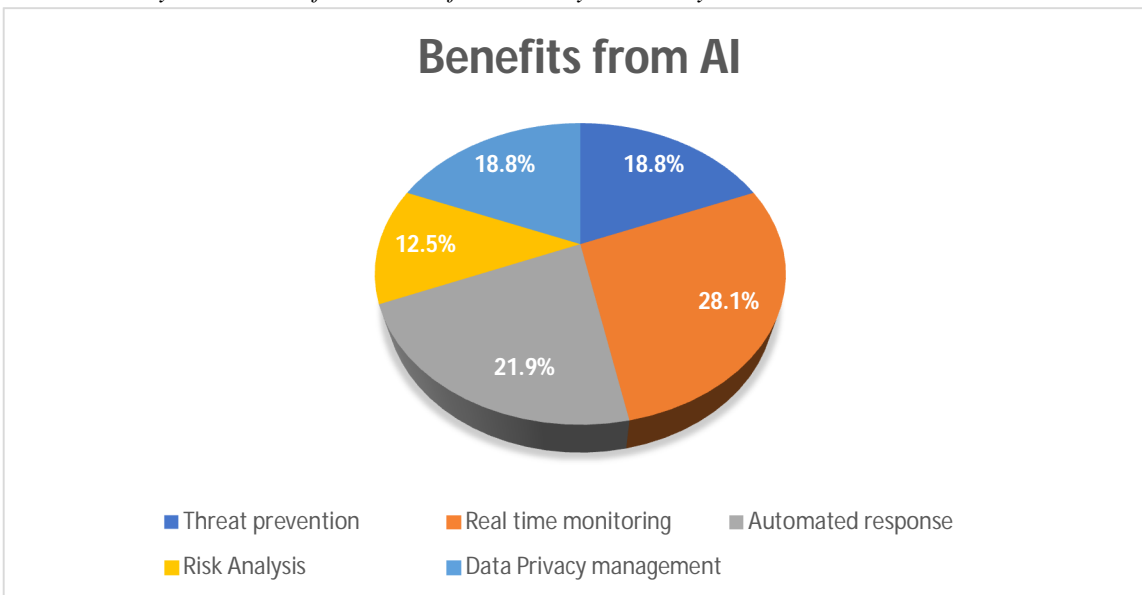 Benefits from AI
18.8% 18.8%
12.5%
28.1%
21.9%
Threat prevention Real time monitoring Automated response
Risk Analysis Data Privacy management